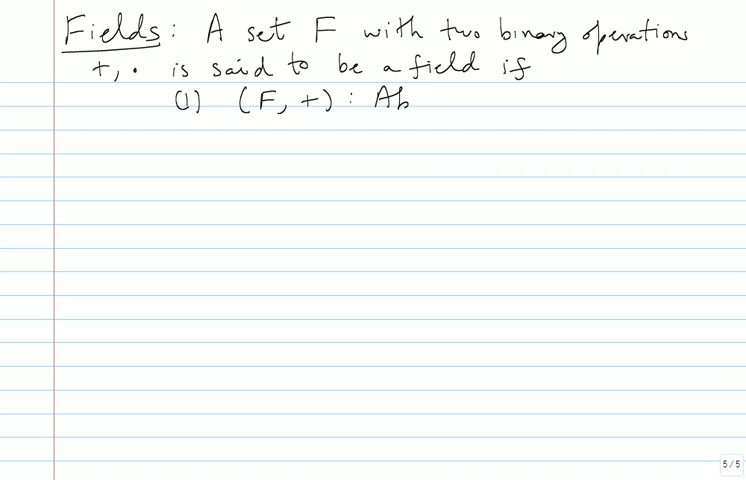 Fields: A set F with two binary operations
+, · is said to be a field if
(1) (F, +) : Ab
5/5